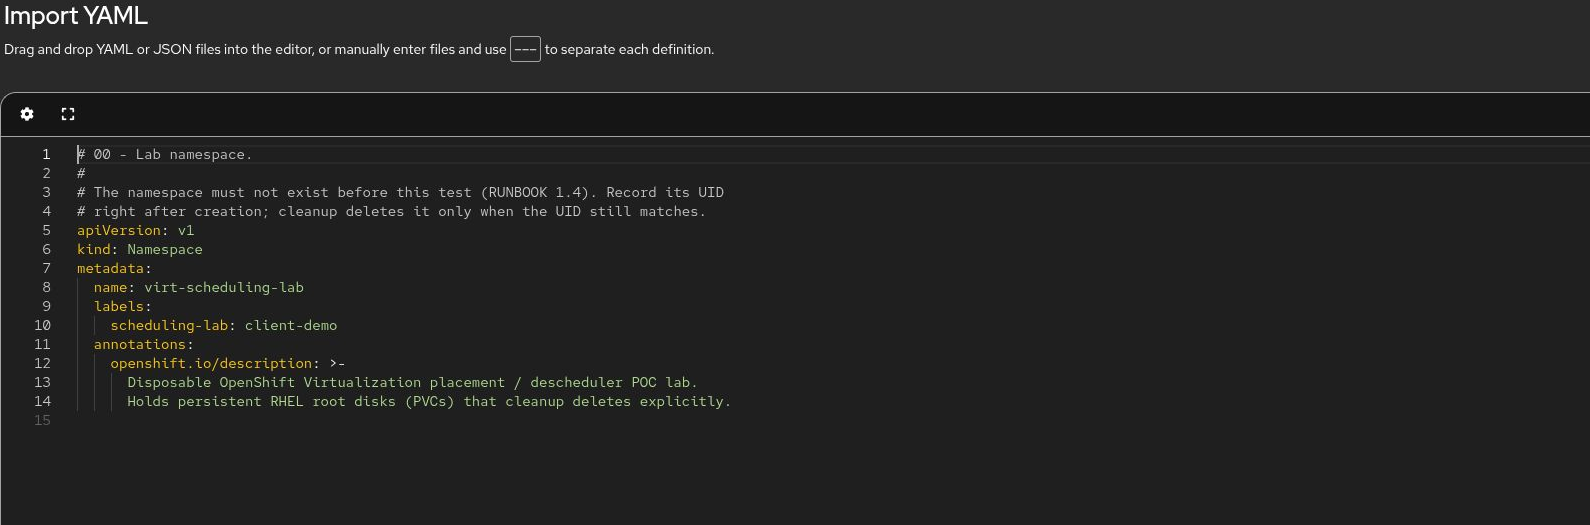 Import YAML
Drag and drop YAML or JSON files into the editor, or manually enter files and use --- to separate each definition.
1 # 00 - Lab namespace.
2 #
3 # The namespace must not exist before this test (RUNBOOK 1.4). Record its UID
4 # right after creation; cleanup deletes it only when the UID still matches.
5 apiVersion: v1
6 kind: Namespace
7 metadata:
8   name: virt-scheduling-lab
9   labels:
10     scheduling-lab: client-demo
11   annotations:
12     openshift.io/description: >-
13       Disposable OpenShift Virtualization placement / descheduler POC lab.
14       Holds persistent RHEL root disks (PVCs) that cleanup deletes explicitly.
15